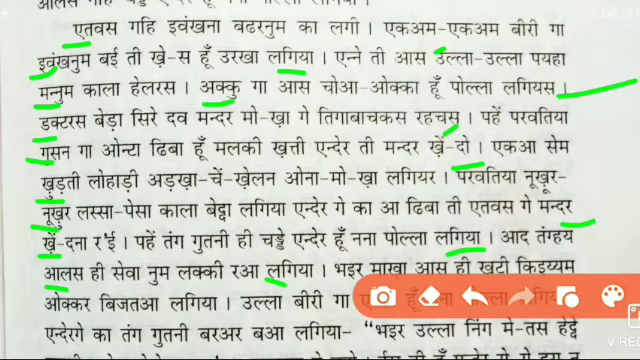 एतवस गहि इवंखना बढरनुम का लगी । एकअम-एकअम बीरी गा
इवंखनुम बई ती ख़े-स हूँ उरखा लगिया । एन्ने ती आस उल्ला-उल्ला पयहा
मन्नुम काला हेलरस । अक्कु गा आस चोआ-ओक्का हूँ पोल्ला लगियस ।
डक्टरस बेड़ा सिरे दव मन्दर मो-ख़ा गे तिगाबाचकस रहचस । पहें परवतिया
गसन गा ओन्टा ढिबा हूँ मलकी ख़त्ती एन्देर ती मन्दर ख़ें-दो । एकआ सेम
ख़ुड़ती लोहाड़ी अड़ख़ा-चें-ख़ेलन ओना-मो-ख़ा लगियर । परवतिया नूख़ूर-
नूख़ुर लस्सा-पेसा काला बेद्दा लगिया एन्देर गे का आ ढिबा ती एतवस गे मन्दर
ख़ें-दना र'ई । पहें तंग गुतनी ही चड्डे एन्देर हूँ नना पोल्ला लगिया । आद तंग्हय
आलस ही सेवा नुम लक्की रआ लगिया । भइर माख़ा आस ही खटी किइय्यम
ओक्कर बिजतआ लगिया । उल्ला बीरी गा
एन्देरगे का तंग गुतनी बरअर बआ लगिया- “भइर उल्ला निंग मे-तस हेद्दे